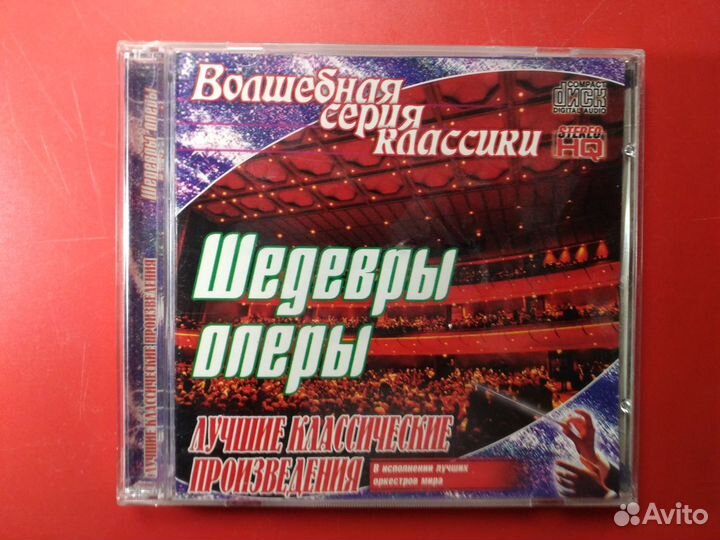 Волшебная
серия
классики
COMPACT
diск
DIGITAL AUDIO
STEREO
HQ
Шедевры
оперы
ЛУЧШИЕ КЛАССИЧЕСКИЕ
ПРОИЗВЕДЕНИЯ
В исполнении лучших
оркестров мира
ЛУЧШИЕ КЛАССИЧЕСКИЕ ПРОИЗВЕДЕНИЯ
Шедевры оперы
Avito